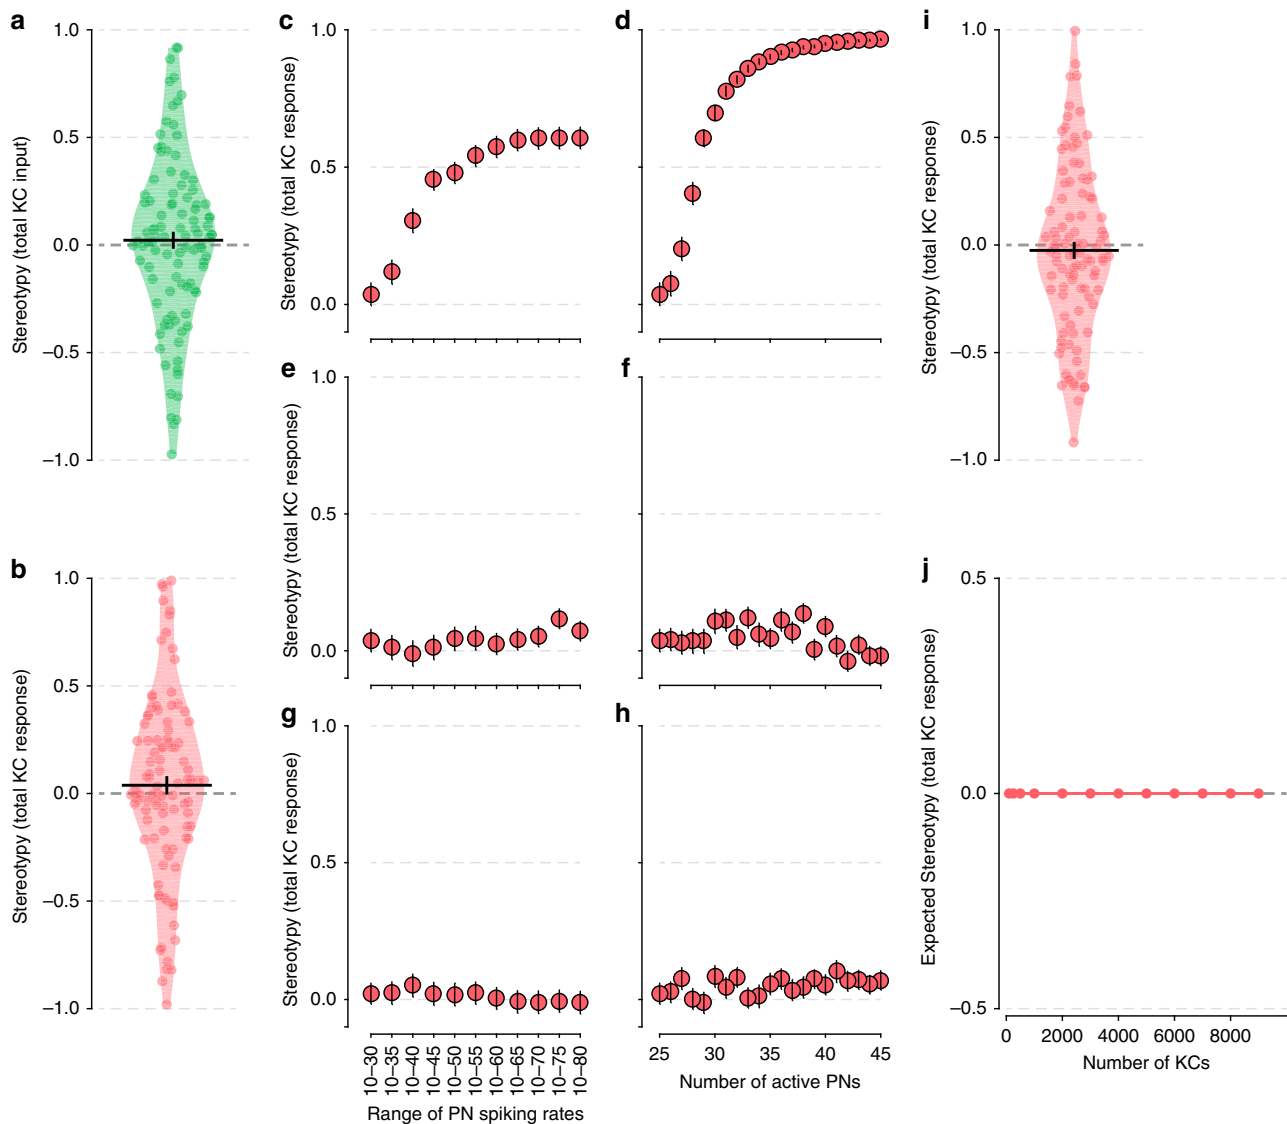 a
Stereotypy (total KC input)
1.0
0.5
0.0
−0.5
−1.0
b
Stereotypy (total KC response)
1.0
0.5
0.0
−0.5
−1.0
c
Stereotypy (total KC response)
1.0
0.5
0.0
d
e
Stereotypy (total KC response)
1.0
0.5
0.0
f
g
Stereotypy (total KC response)
1.0
0.5
0.0
10−30
10−35
10−40
10−45
10−50
10−55
10−60
10−65
10−70
10−75
10−80
Range of PN spiking rates
h
25
30
35
40
45
Number of active PNs
i
Stereotypy (total KC response)
1.0
0.5
0.0
−0.5
−1.0
j
Expected Stereotypy (total KC response)
0.5
0.0
−0.5
0
2000
4000
6000
8000
Number of KCs